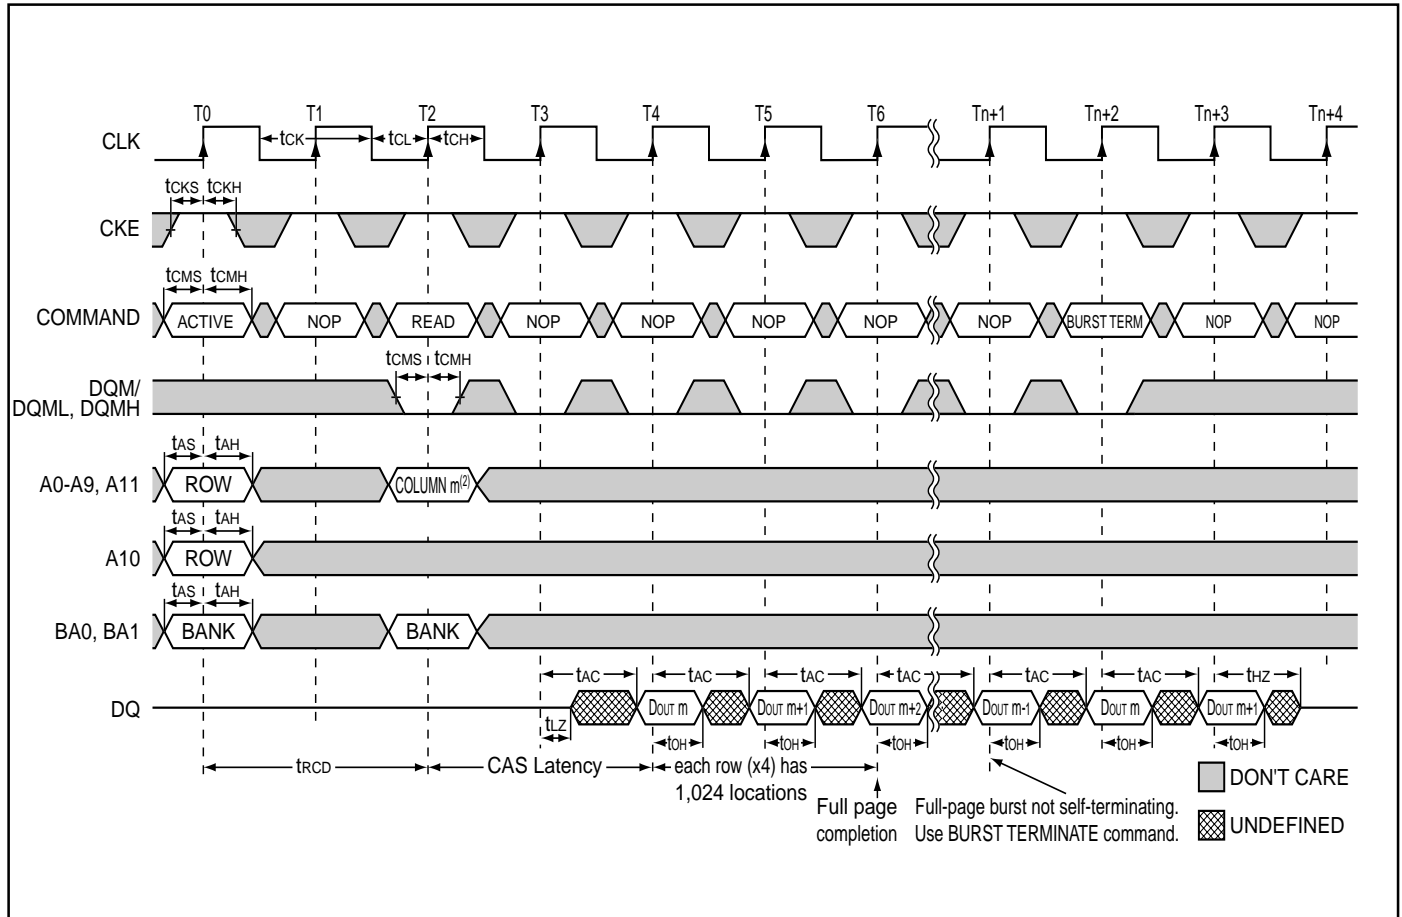 T0 T1 T2 T3 T4 T5 T6 Tn+1 Tn+2 Tn+3 Tn+4
CLK
tCK tCL tCH
tCKS tCKH
CKE
tCMS tCMH
COMMAND ACTIVE NOP READ NOP NOP NOP NOP NOP BURST TERM NOP NOP
tCMS tCMH
DQM/
DQML, DQMH
tAS tAH
A0-A9, A11 ROW COLUMN m(2)
tAS tAH
A10 ROW
tAS tAH
BA0, BA1 BANK BANK
tAC tAC tAC tAC tAC tAC tHZ
DQ DOUT m DOUT m+1 DOUT m+2 DOUT m-1 DOUT m DOUT m+1
tLZ tOH tOH tOH tOH tOH tOH
tRCD CAS Latency each row (x4) has
1,024 locations
Full page
completion
Full-page burst not self-terminating.
Use BURST TERMINATE command.
DON'T CARE
UNDEFINED